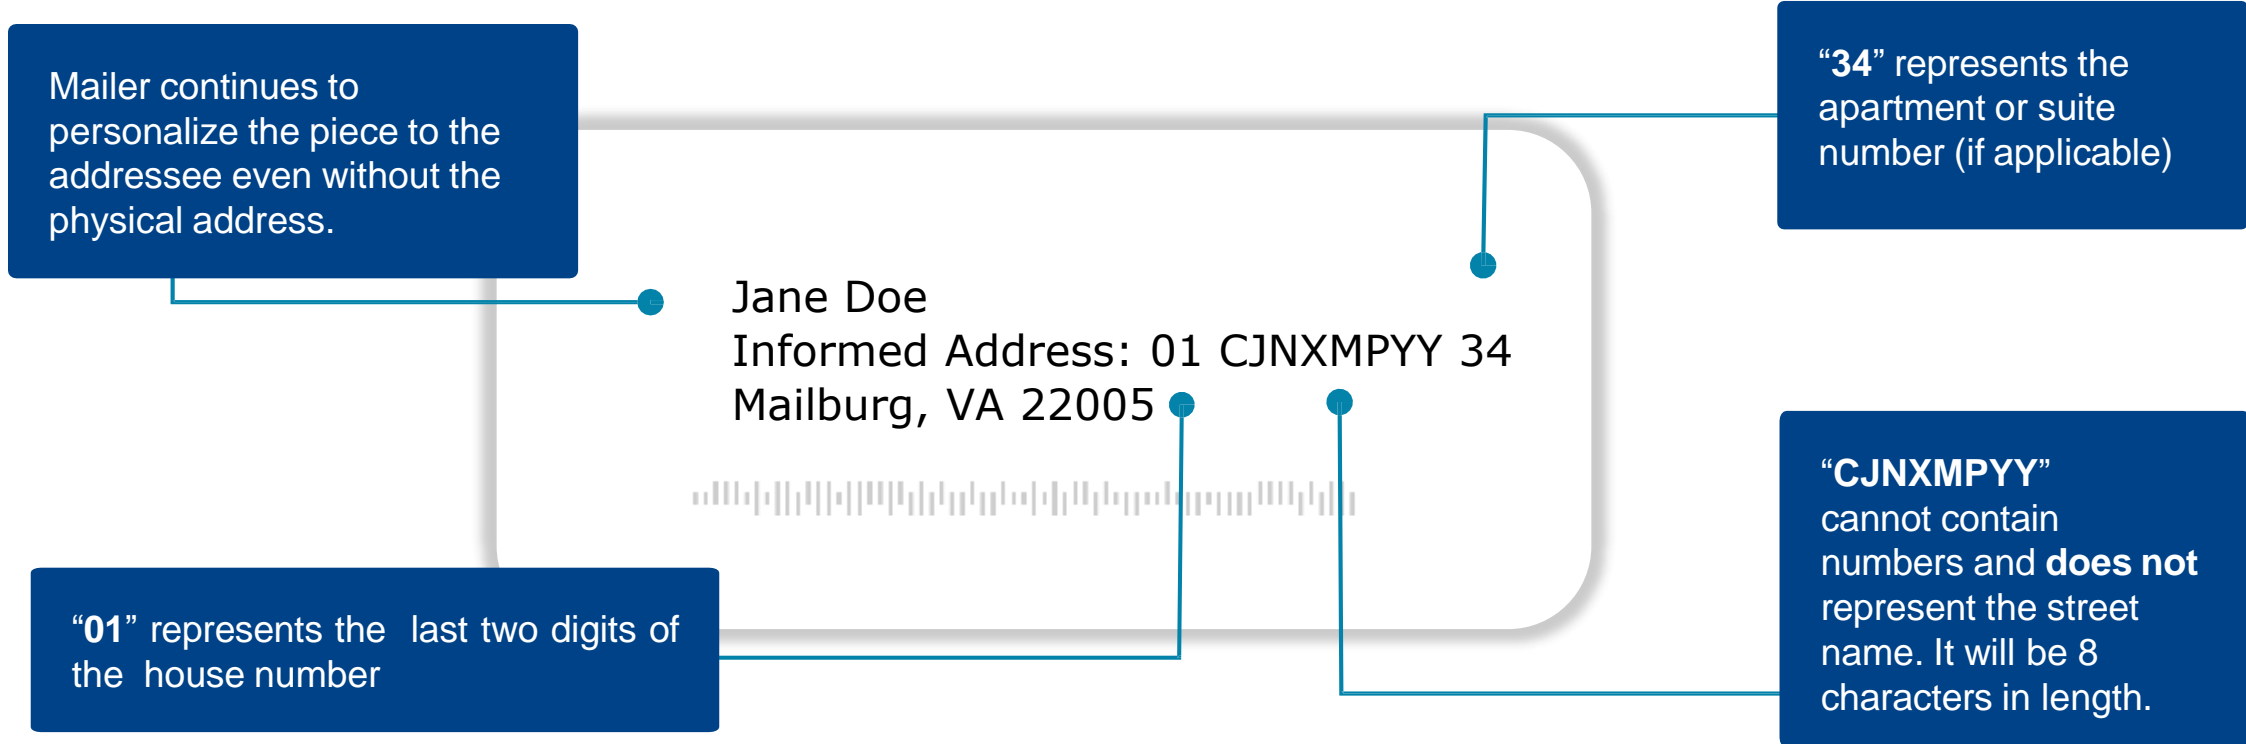 Mailer continues to
personalize the piece to the
addressee even without the
physical address.
“34” represents the
apartment or suite
number (if applicable)
Jane Doe
Informed Address: 01 CJNXMPYY 34
Mailburg, VA 22005
“01” represents the last two digits of
the house number
“CJNXMPYY”
cannot contain
numbers and does not
represent the street
name. It will be 8
characters in length.